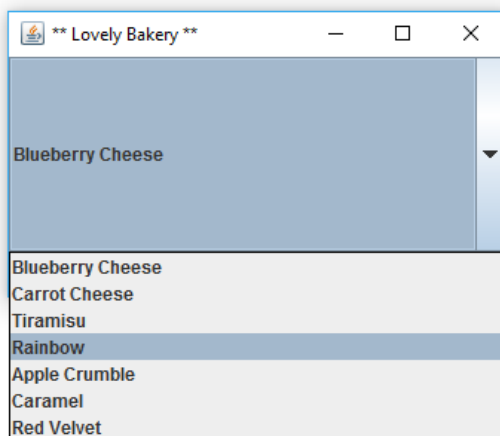 ** Lovely Bakery **
Blueberry Cheese
Blueberry Cheese
Carrot Cheese
Tiramisu
Rainbow
Apple Crumble
Caramel
Red Velvet